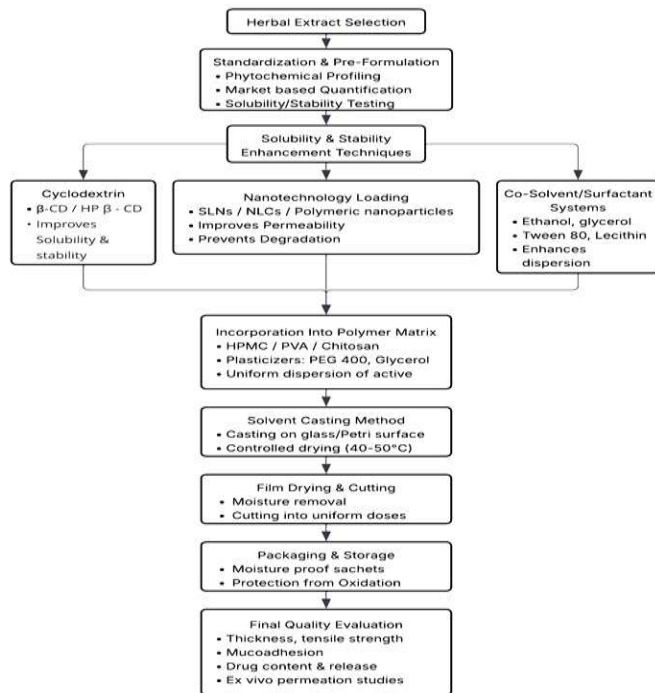 Herbal Extract Selection
Standardization & Pre-Formulation
• Phytochemical Profiling
• Market based Quantification
• Solubility/Stability Testing
Solubility & Stability
Enhancement Techniques
Cyclodextrin
• β-CD / HP β - CD
• Improves
Solubility &
stability
Nanotechnology Loading
• SLNs / NLCs / Polymeric nanoparticles
• Improves Permeability
• Prevents Degradation
Co-Solvent/Surfactant
Systems
• Ethanol, glycerol
• Tween 80, Lecithin
• Enhances
dispersion
Incorporation Into Polymer Matrix
• HPMC / PVA / Chitosan
• Plasticizers: PEG 400, Glycerol
• Uniform dispersion of active
Solvent Casting Method
• Casting on glass/Petri surface
• Controlled drying (40-50°C)
Film Drying & Cutting
• Moisture removal
• Cutting into uniform doses
Packaging & Storage
• Moisture proof sachets
• Protection from Oxidation
Final Quality Evaluation
• Thickness, tensile strength
• Mucoadhesion
• Drug content & release
• Ex vivo permeation studies